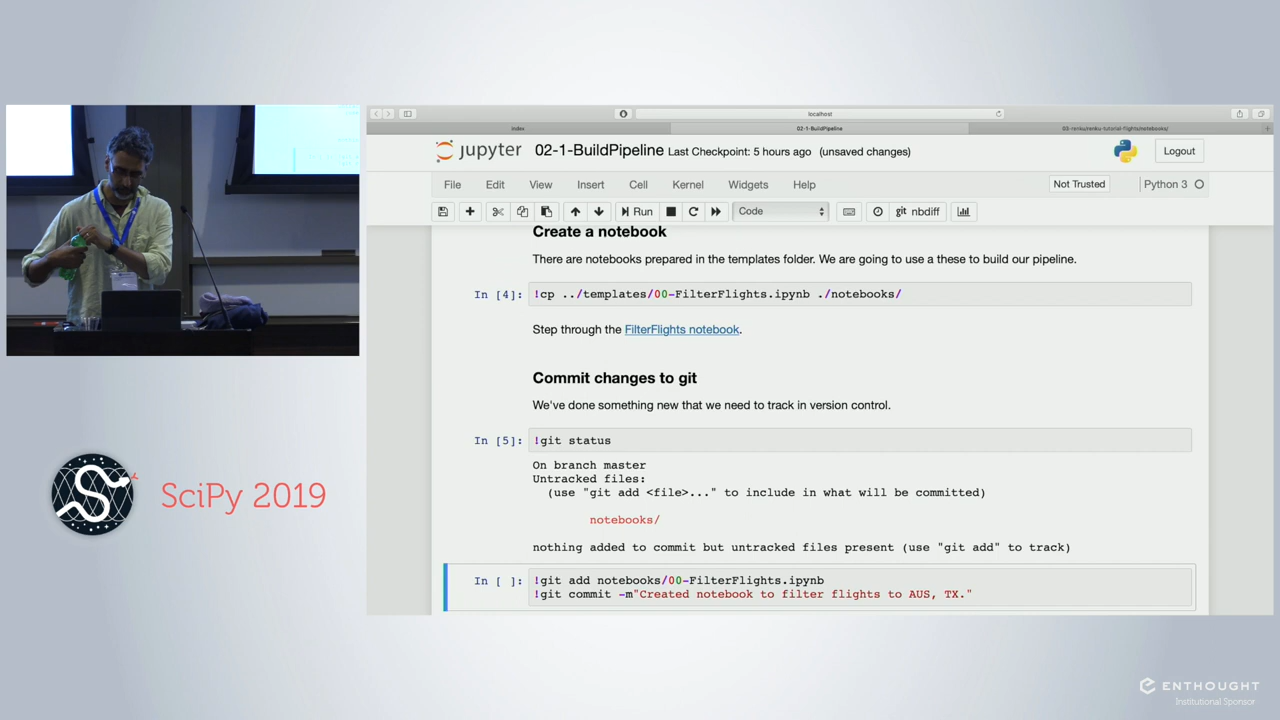 localhost
index
02-1-BuildPipeline
03-renku/renku-tutorial-flights/notebooks/
jupyter 02-1-BuildPipeline Last Checkpoint: 5 hours ago (unsaved changes)
Logout
File Edit View Insert Cell Kernel Widgets Help
Not Trusted
Python 3
Run
Code
git nbdiff
Create a notebook
There are notebooks prepared in the templates folder. We are going to use a these to build our pipeline.
In [4]: !cp ../templates/00-FilterFlights.ipynb ./notebooks/
Step through the FilterFlights notebook.
Commit changes to git
We've done something new that we need to track in version control.
In [5]: !git status
On branch master
Untracked files:
(use "git add <file>..." to include in what will be committed)
notebooks/
nothing added to commit but untracked files present (use "git add" to track)
In [ ]: !git add notebooks/00-FilterFlights.ipynb
!git commit -m"Created notebook to filter flights to AUS, TX."
SciPy 2019
ENTHOUGHT
Institutional Sponsor